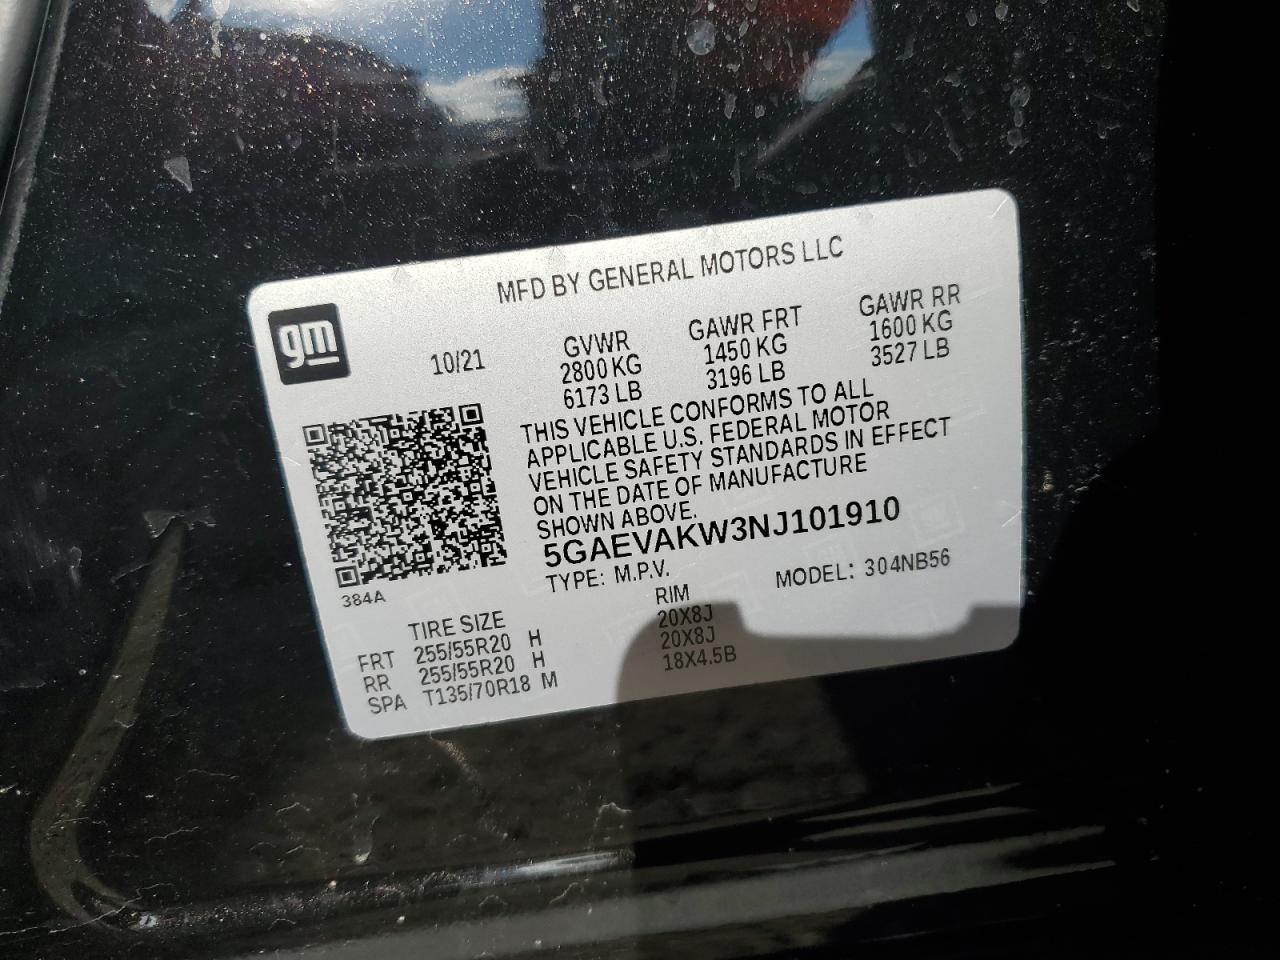 MFD BY GENERAL MOTORS LLC
gm
10/21
GVWR GAWR FRT GAWR RR
2800 KG 1450 KG 1600 KG
6173 LB 3196 LB 3527 LB
THIS VEHICLE CONFORMS TO ALL
APPLICABLE U.S. FEDERAL MOTOR
VEHICLE SAFETY STANDARDS IN EFFECT
ON THE DATE OF MANUFACTURE
SHOWN ABOVE.
5GAEVAKW3NJ101910
TYPE: M.P.V. MODEL: 304NB56
384A
TIRE SIZE RIM
FRT 255/55R20 H 20X8J
RR 255/55R20 H 20X8J
SPA T135/70R18 M 18X4.5B